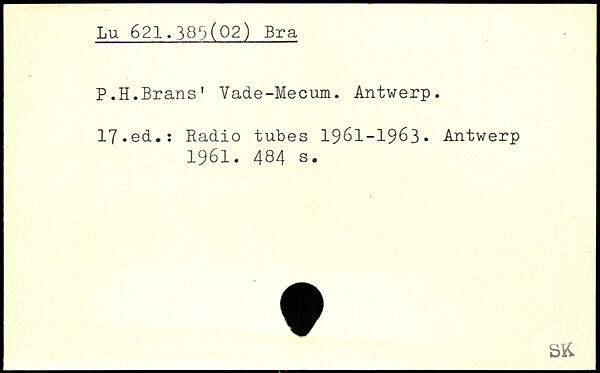 Lu 621.385(02) Bra
P.H.Brans' Vade-Mecum. Antwerp.
17.ed.: Radio tubes 1961-1963. Antwerp
1961. 484 s.
SK